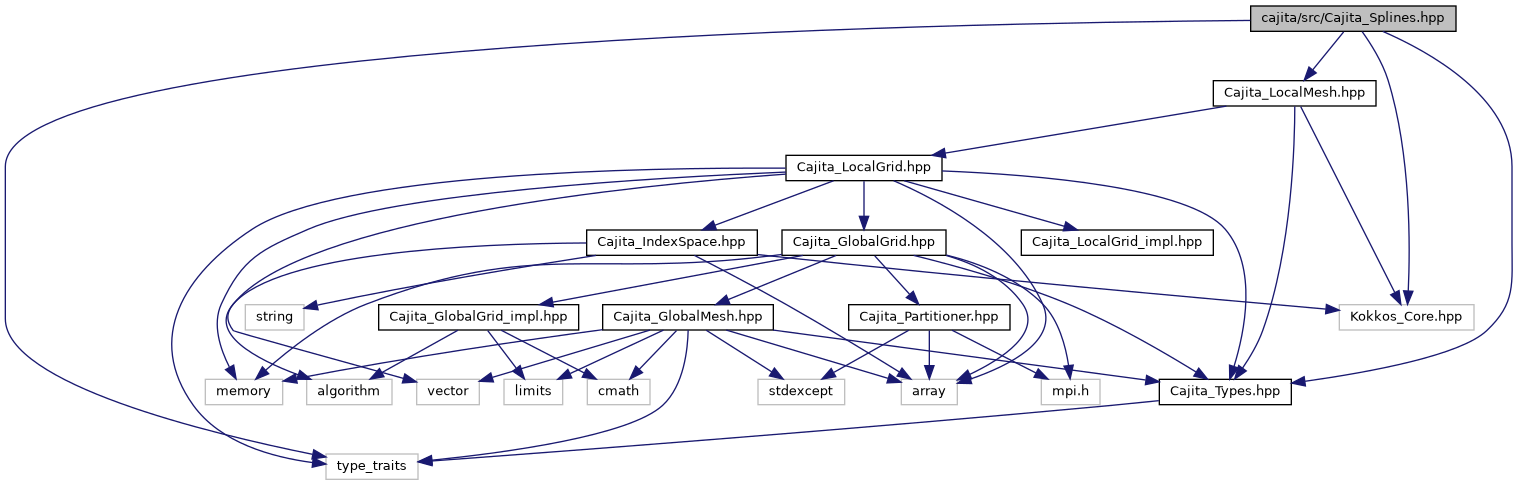 cajita/src/Cajita_Splines.hpp
Cajita_LocalMesh.hpp
Cajita_LocalGrid.hpp
Cajita_IndexSpace.hpp
Cajita_GlobalGrid.hpp
Cajita_LocalGrid_impl.hpp
string
Cajita_GlobalGrid_impl.hpp
Cajita_GlobalMesh.hpp
Cajita_Partitioner.hpp
Kokkos_Core.hpp
memory
algorithm
vector
limits
cmath
stdexcept
array
mpi.h
Cajita_Types.hpp
type_traits